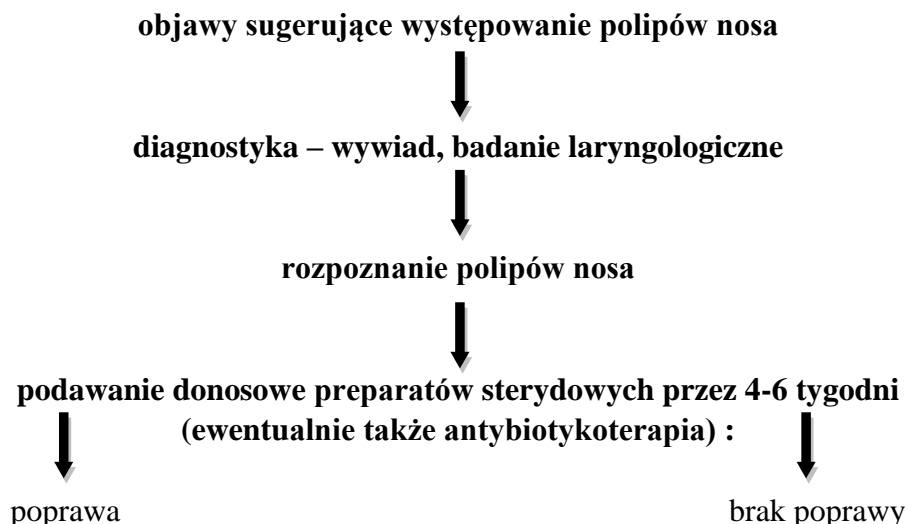 objawy sugerujące występowanie polipów nosa
diagnostyka – wywiad, badanie laryngologiczne
rozpoznanie polipów nosa
podawanie donosowe preparatów sterydowych przez 4-6 tygodni
(ewentualnie także antybiotykoterapia) :
poprawa brak poprawy